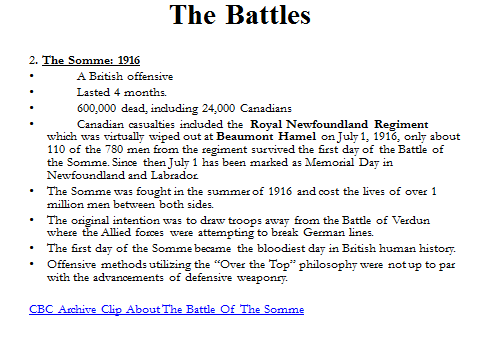 The Battles
2. The Somme: 1916
• A British offensive
• Lasted 4 months.
• 600,000 dead, including 24,000 Canadians
• Canadian casualties included the Royal Newfoundland Regiment
which was virtually wiped out at Beaumont Hamel on July 1, 1916, only about
110 of the 780 men from the regiment survived the first day of the Battle of
the Somme. Since then July 1 has been marked as Memorial Day in
Newfoundland and Labrador.
• The Somme was fought in the summer of 1916 and cost the lives of over 1
million men between both sides.
• The original intention was to draw troops away from the Battle of Verdun
where the Allied forces were attempting to break German lines.
• The first day of the Somme became the bloodiest day in British human history.
• Offensive methods utilizing the “Over the Top” philosophy were not up to par
with the advancements of defensive weaponry.
CBC Archive Clip About The Battle Of The Somme